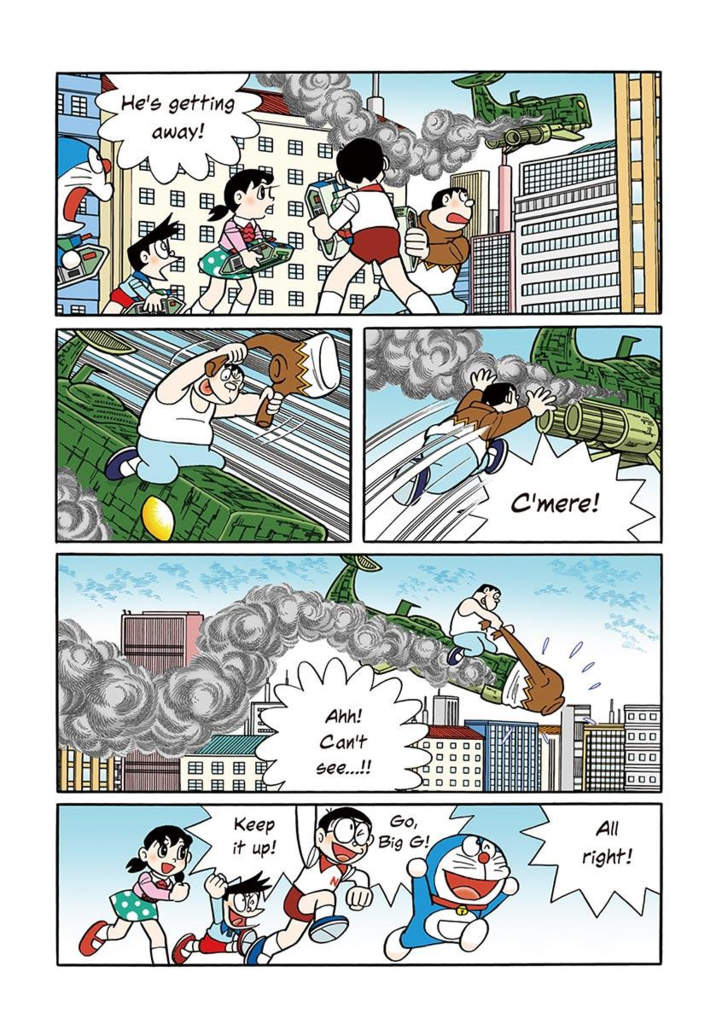 He's getting
away!
C'mere!
Ahh!
Can't
see...!!
All
right!
Go,
Big G!
Keep
it up!
N